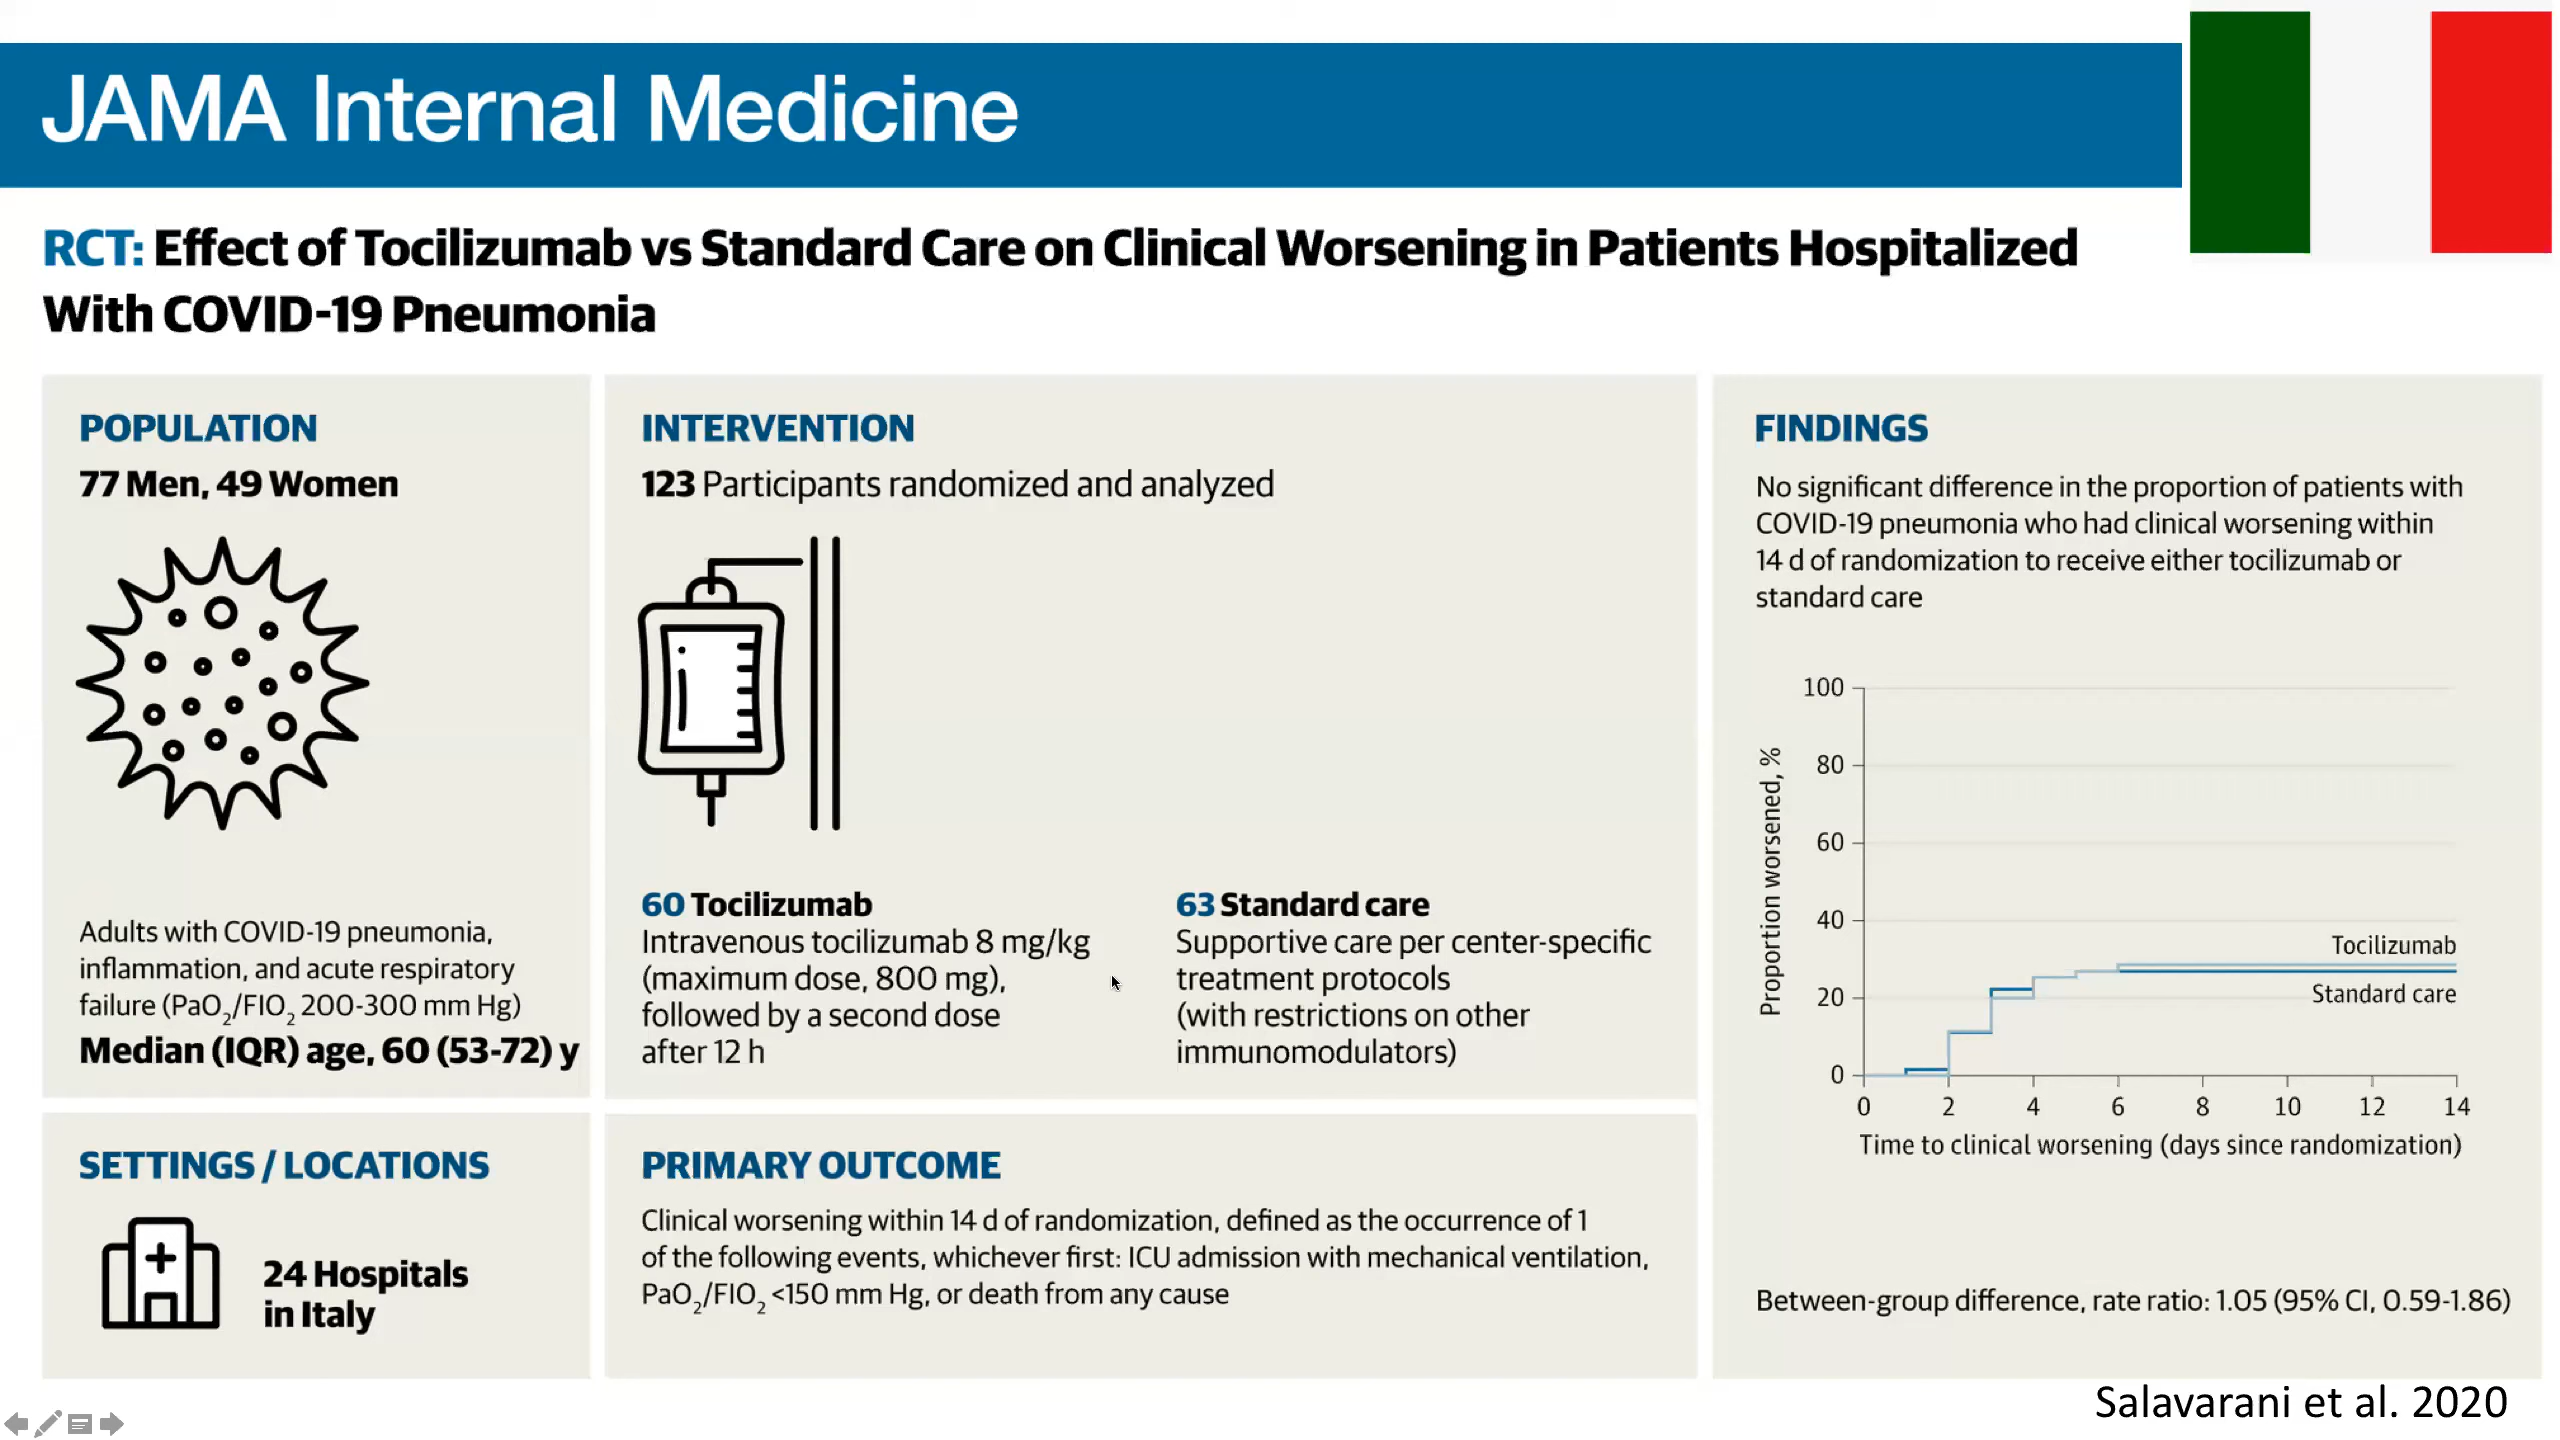 JAMA Internal Medicine
RCT: Effect of Tocilizumab vs Standard Care on Clinical Worsening in Patients Hospitalized
With COVID-19 Pneumonia
POPULATION
77 Men, 49 Women
Adults with COVID-19 pneumonia,
inflammation, and acute respiratory
failure (PaO2/FIO2 200-300 mm Hg)
Median (IQR) age, 60 (53-72) y
SETTINGS / LOCATIONS
24 Hospitals
in Italy
INTERVENTION
123 Participants randomized and analyzed
60 Tocilizumab
Intravenous tocilizumab 8 mg/kg
(maximum dose, 800 mg),
followed by a second dose
after 12 h
63 Standard care
Supportive care per center-specific
treatment protocols
(with restrictions on other
immunomodulators)
PRIMARY OUTCOME
Clinical worsening within 14 d of randomization, defined as the occurrence of 1
of the following events, whichever first: ICU admission with mechanical ventilation,
PaO2/FIO2 <150 mm Hg, or death from any cause
FINDINGS
No significant difference in the proportion of patients with
COVID-19 pneumonia who had clinical worsening within
14 d of randomization to receive either tocilizumab or
standard care
Proportion worsened, %
100
80
60
40
20
0
Tocilizumab
Standard care
0 2 4 6 8 10 12 14
Time to clinical worsening (days since randomization)
Between-group difference, rate ratio: 1.05 (95% CI, 0.59-1.86)
Salavarani et al. 2020